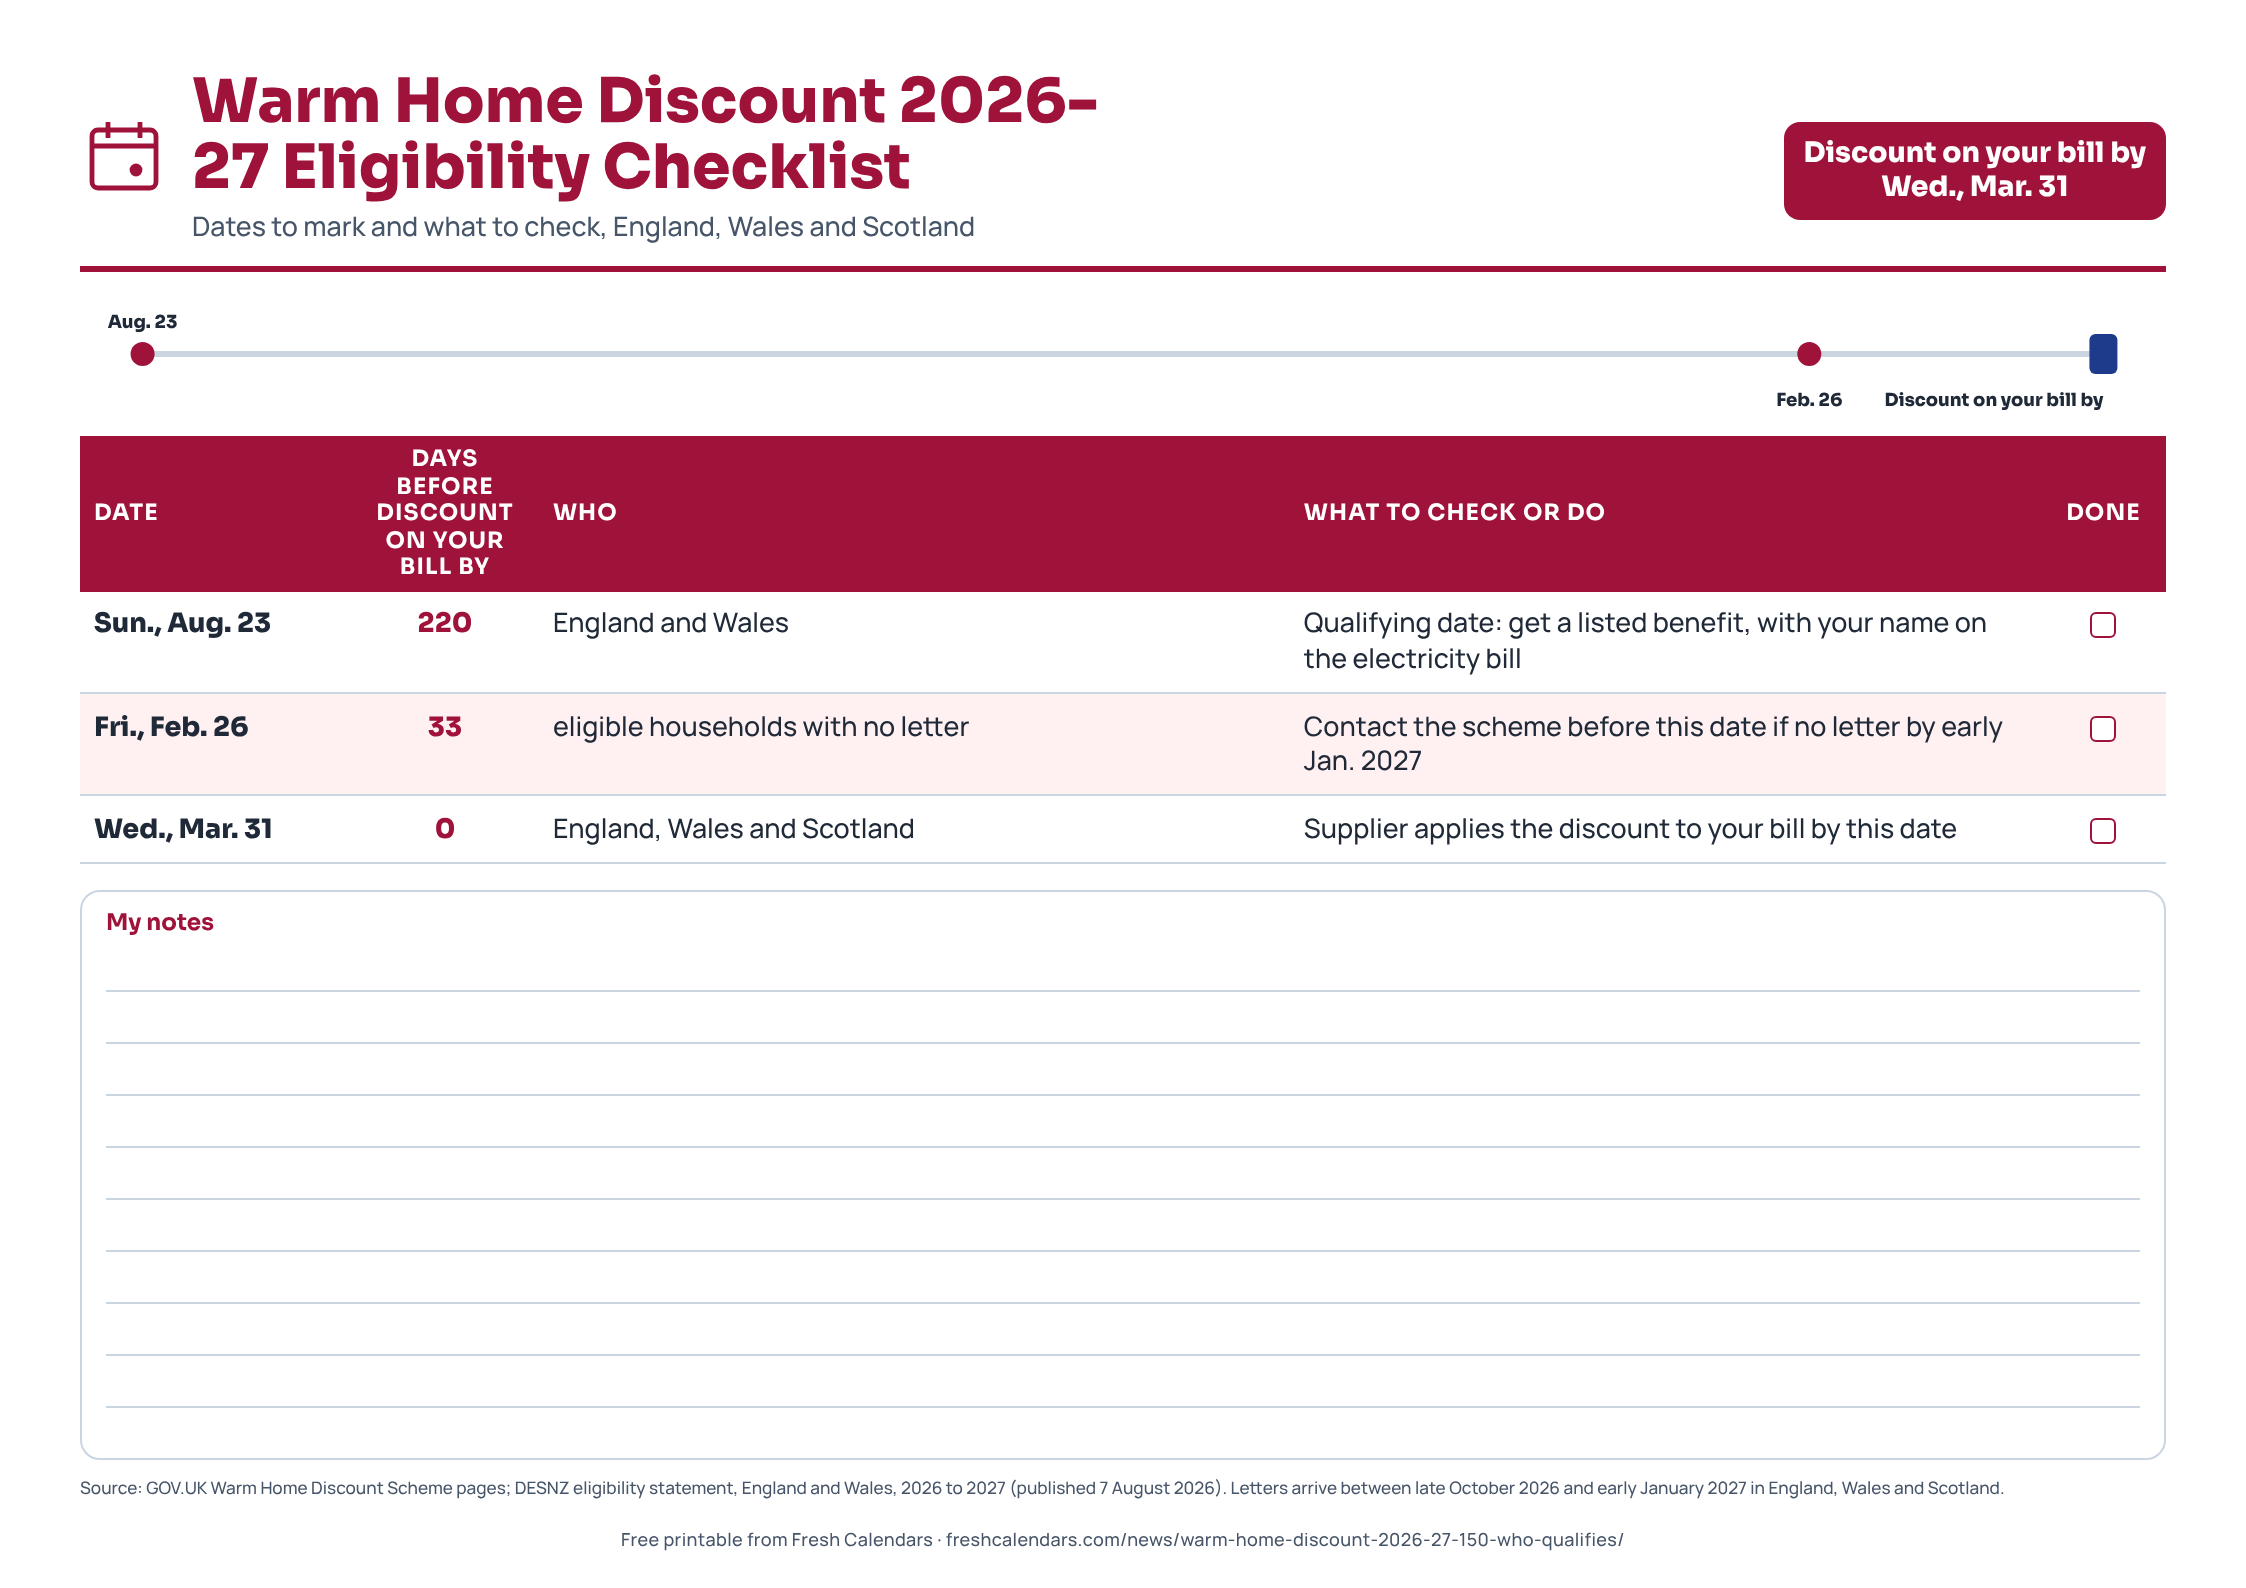 Warm Home Discount 2026–
27 Eligibility Checklist
Dates to mark and what to check, England, Wales and Scotland
Discount on your bill by
Wed., Mar. 31
Aug. 23
Feb. 26
Discount on your bill by
DATE
DAYS
BEFORE
DISCOUNT
ON YOUR
BILL BY
WHO
WHAT TO CHECK OR DO
DONE
Sun., Aug. 23
220
England and Wales
Qualifying date: get a listed benefit, with your name on
the electricity bill
Fri., Feb. 26
33
eligible households with no letter
Contact the scheme before this date if no letter by early
Jan. 2027
Wed., Mar. 31
0
England, Wales and Scotland
Supplier applies the discount to your bill by this date
My notes
Source: GOV.UK Warm Home Discount Scheme pages; DESNZ eligibility statement, England and Wales, 2026 to 2027 (published 7 August 2026). Letters arrive between late October 2026 and early January 2027 in England, Wales and Scotland.
Free printable from Fresh Calendars · freshcalendars.com/news/warm-home-discount-2026-27-150-who-qualifies/